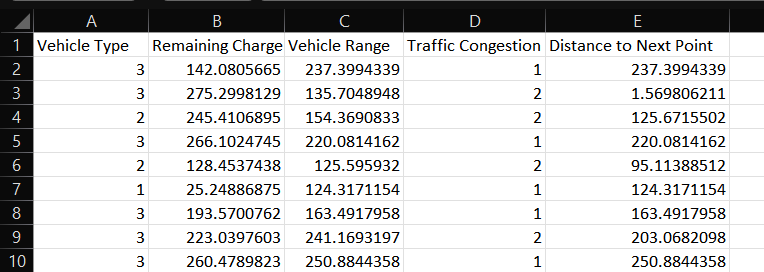 A B C D E
1 Vehicle Type Remaining Charge Vehicle Range Traffic Congestion Distance to Next Point
2 3 142.0805665 237.3994339 1 237.3994339
3 3 275.2998129 135.7048948 2 1.569806211
4 2 245.4106895 154.3690833 2 125.6715502
5 3 266.1024745 220.0814162 1 220.0814162
6 2 128.4537438 125.595932 2 95.11388512
7 1 25.24886875 124.3171154 1 124.3171154
8 3 193.5700762 163.4917958 1 163.4917958
9 3 223.0397603 241.1693197 2 203.0682098
10 3 260.4789823 250.8844358 1 250.8844358